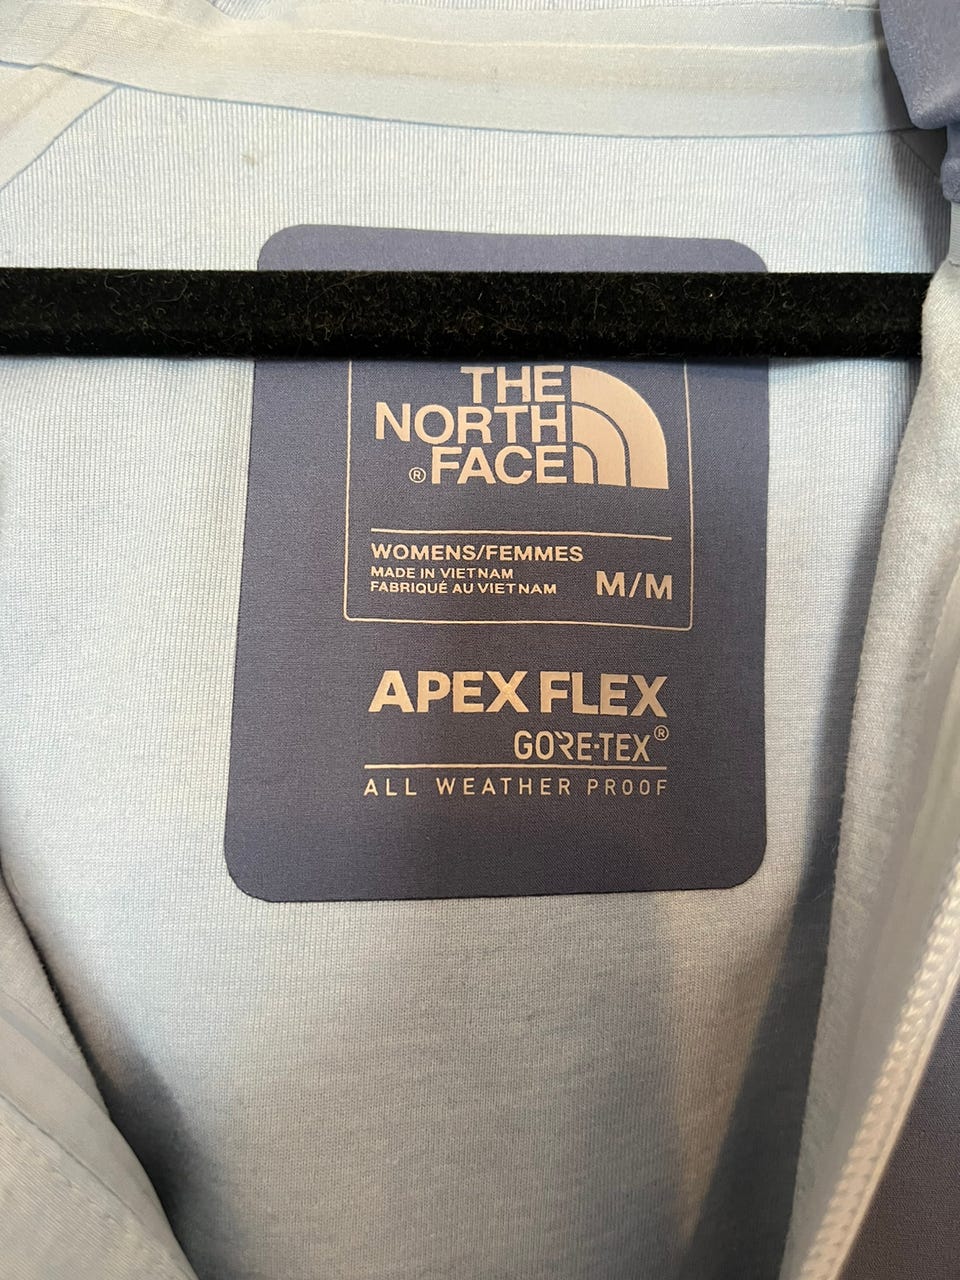 THE
NORTH
® FACE
WOMENS/FEMMES
MADE IN VIETNAM
FABRIQUÉ AU VIETNAM
M/M
APEX FLEX
GORE-TEX®
ALL WEATHER PROOF